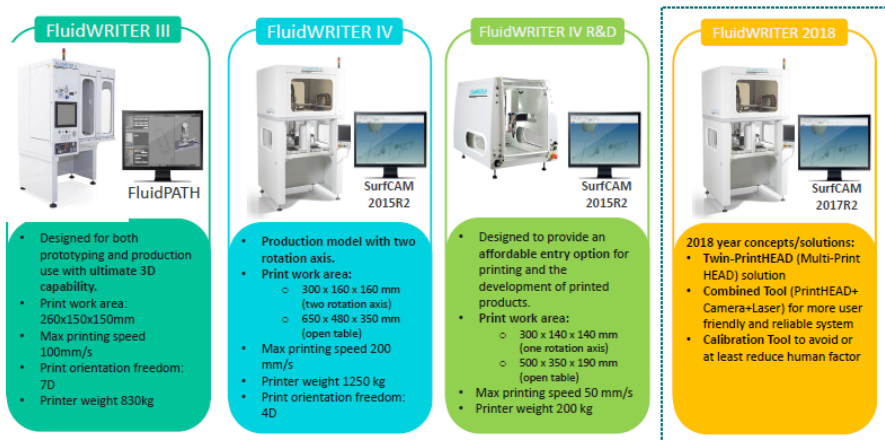 FluidWRITER III
FluidPATH
• Designed for both
prototyping and production
use with ultimate 3D
capability.
• Print work area:
260x150x150mm
• Max printing speed
100mm/s
• Print orientation freedom:
7D
• Printer weight 830kg
FluidWRITER IV
SurfCAM
2015R2
• Production model with two
rotation axis.
• Print work area:
o 300 x 160 x 160 mm
(two rotation axis)
o 650 x 480 x 350 mm
(open table)
• Max printing speed 200
mm/s
• Printer weight 1250 kg
• Print orientation freedom:
4D
FluidWRITER IV R&D
SurfCAM
2015R2
• Designed to provide an
affordable entry option for
printing and the
development of printed
products.
• Print work area:
o 300 x 140 x 140 mm
(one rotation axis)
o 500 x 350 x 190 mm
(open table)
• Max printing speed 50 mm/s
• Printer weight 200 kg
FluidWRITER 2018
SurfCAM
2017R2
2018 year concepts/solutions:
• Twin-PrintHEAD (Multi-Print
HEAD) solution
• Combined Tool (PrintHEAD+
Camera+Laser) for more user
friendly and reliable system
• Calibration Tool to avoid or
at least reduce human factor